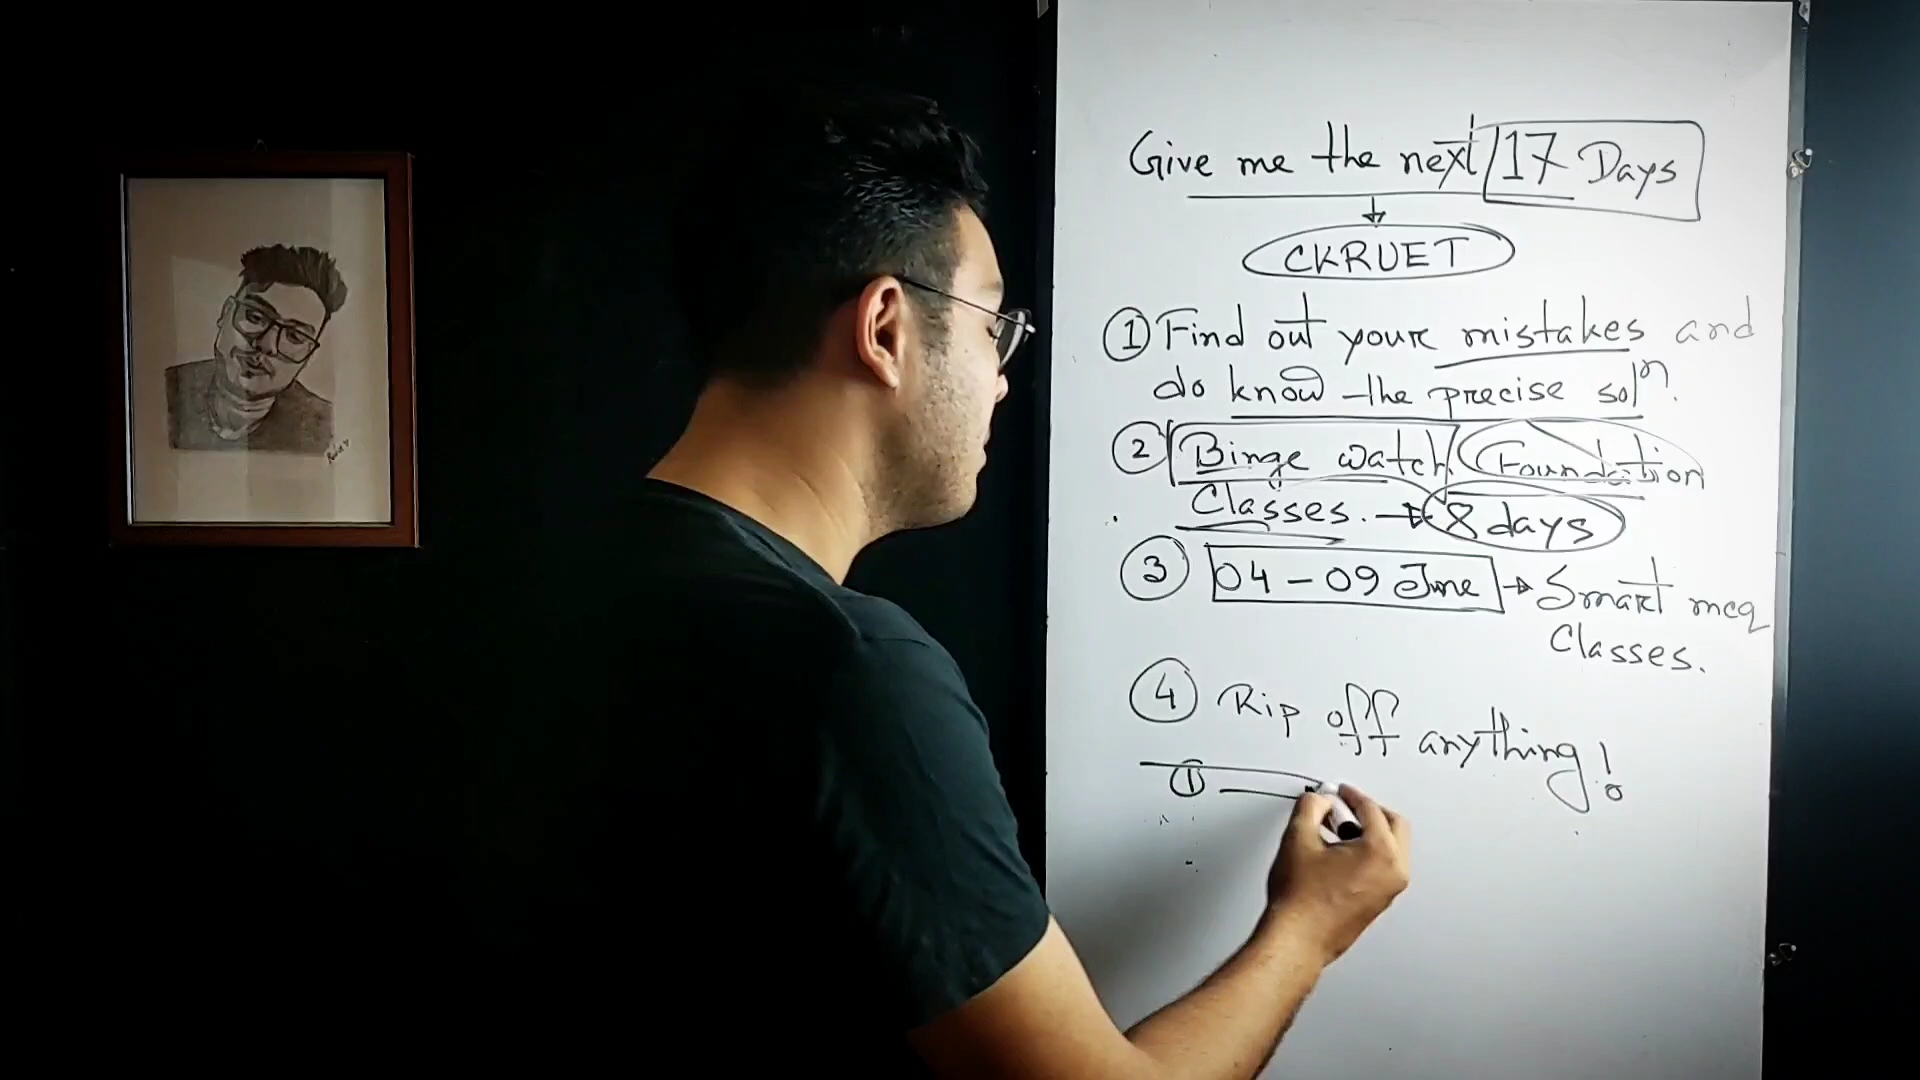 Give me the next 17 Days
CKRUET
① Find out your mistakes and
do know the precise solⁿ.
② Binge watch Foundation
Classes. → 8 days
③ 04 - 09 June → Smart mcq
Classes.
④ Rip off anything!
①